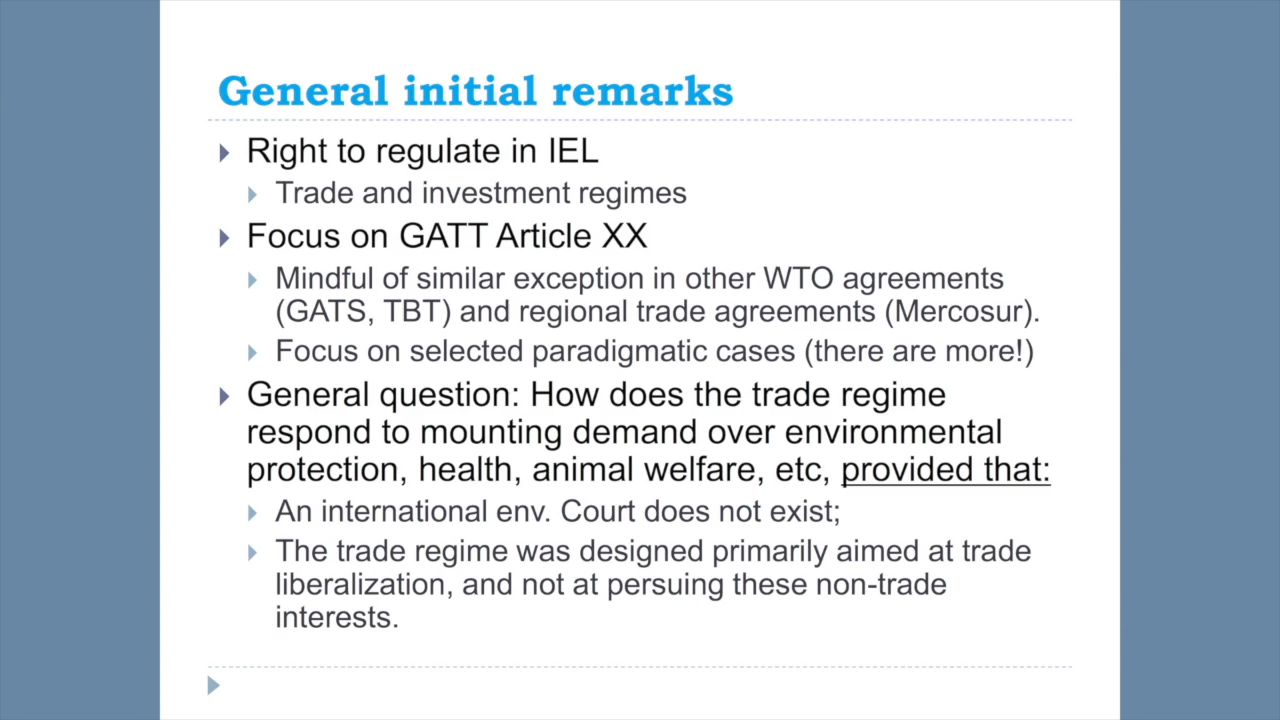 General initial remarks
Right to regulate in IEL
Trade and investment regimes
Focus on GATT Article XX
Mindful of similar exception in other WTO agreements
(GATS, TBT) and regional trade agreements (Mercosur).
Focus on selected paradigmatic cases (there are more!)
General question: How does the trade regime
respond to mounting demand over environmental
protection, health, animal welfare, etc, provided that:
An international env. Court does not exist;
The trade regime was designed primarily aimed at trade
liberalization, and not at persuing these non-trade
interests.